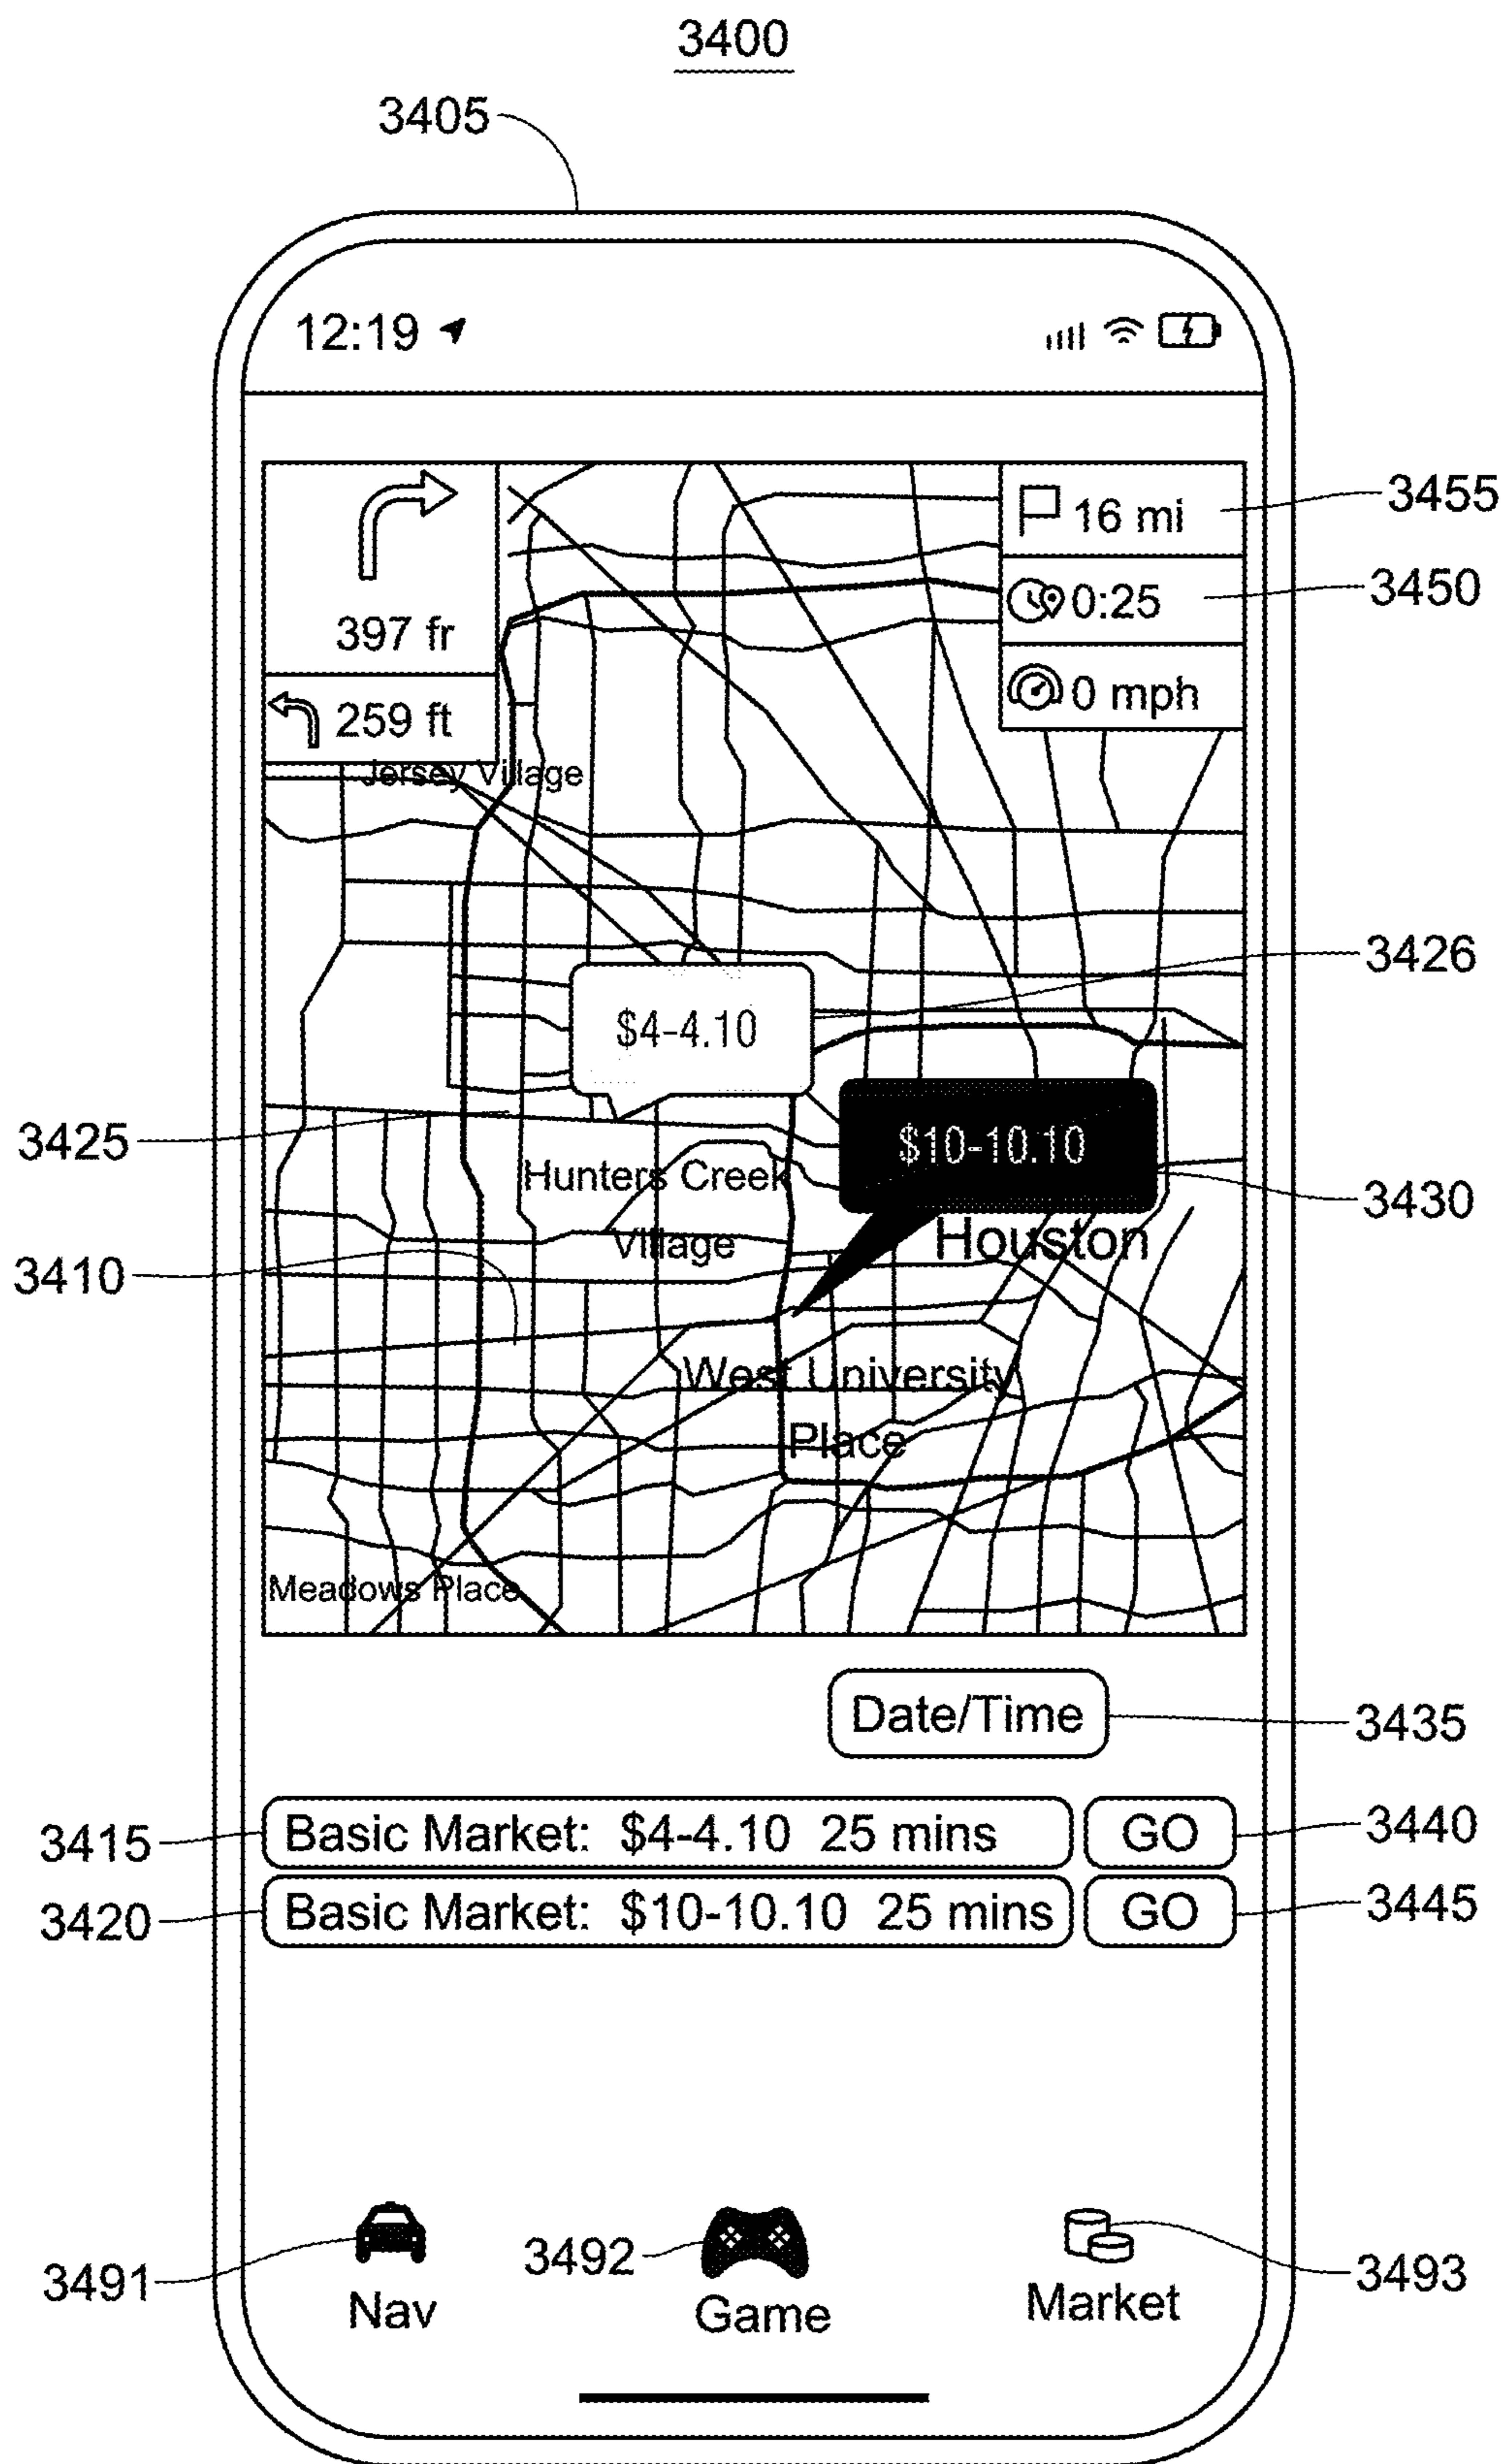 3400
3405
12:19
397 fr
259 ft
16 mi
3455
0:25
3450
0 mph
Jersey Village
3426
$4-4.10
3425
$10-10.10
Hunters Creek
3430
Village
Houston
3410
West University
Place
Meadows Place
Date/Time
3435
3415
Basic Market: $4-4.10 25 mins
GO
3440
3420
Basic Market: $10-10.10 25 mins
GO
3445
3491
3492
3493
Nav
Game
Market